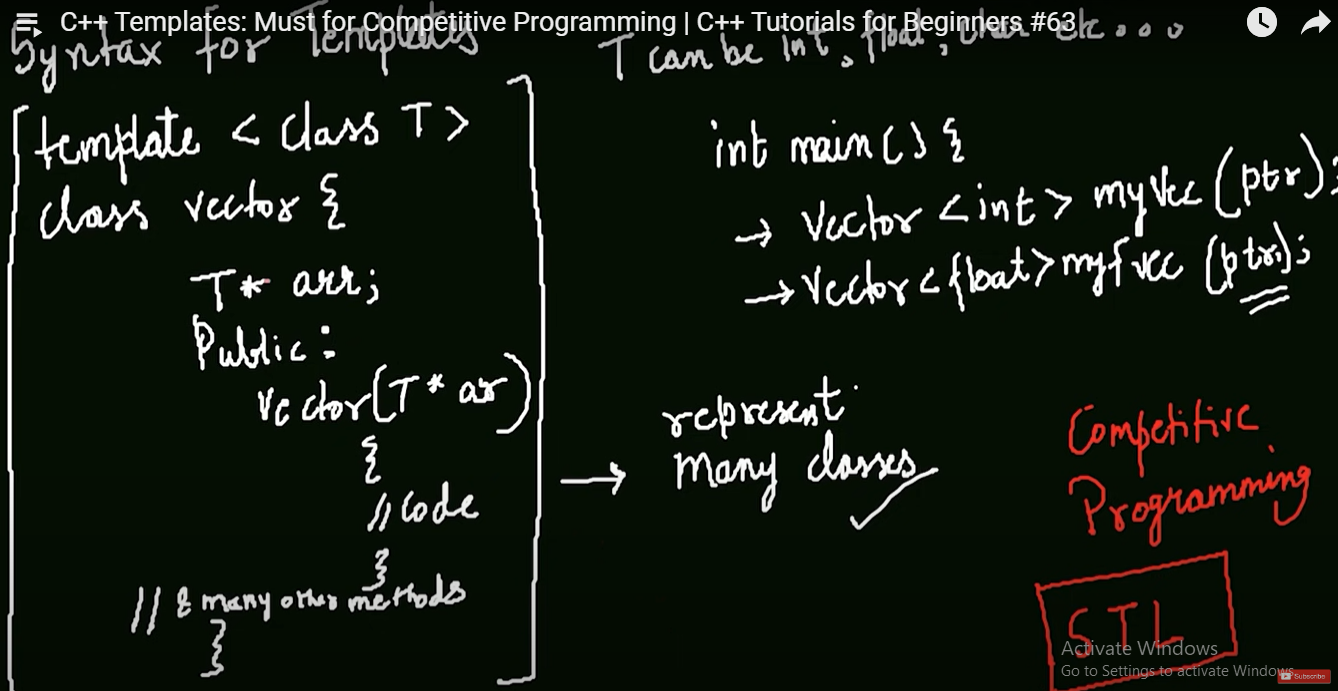 C++ Templates: Must for Competitive Programming | C++ Tutorials for Beginners #63
Syntax for Templates
template < class T >
class vector {
T* arr;
Public:
vector(T* ar)
{
// code
}
// & many other methods
}
T can be int, float, char etc...
int main() {
→ Vector <int> myVec (ptr);
→ Vector <float> myfvec (ptr1);
→ represent
many classes ✓
Competitive
Programming
STL
Activate Windows
Go to Settings to activate Windows.
Subscribe